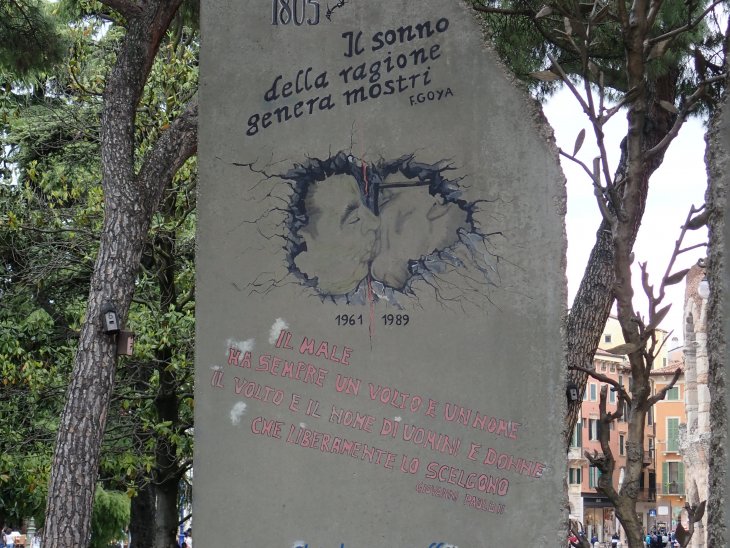 1805
Il sonno
della ragione
genera mostri
F.GOYA
1961 1989
IL MALE
HA SEMPRE UN VOLTO E UN NOME
IL VOLTO E IL NOME DI UOMINI E DONNE
CHE LIBERAMENTE LO SCELGONO
GIOVANNI